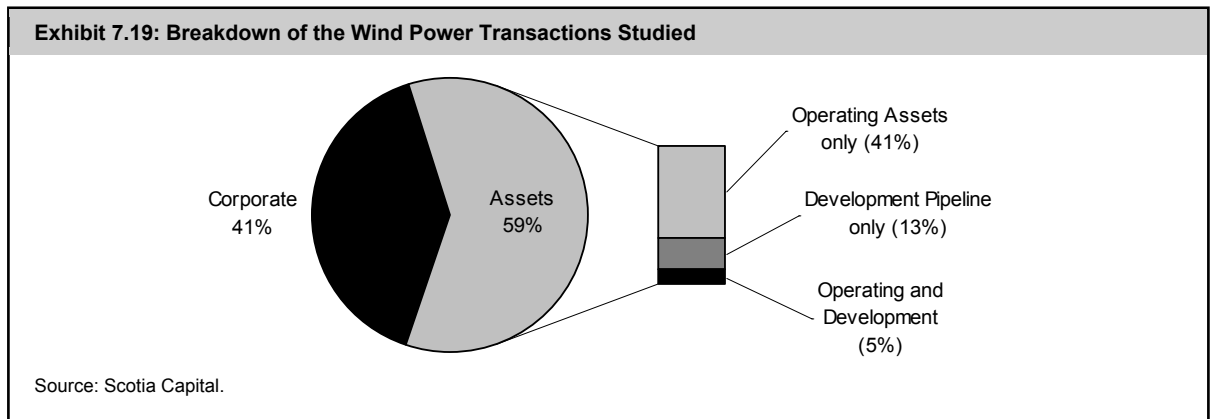 Exhibit 7.19: Breakdown of the Wind Power Transactions Studied
Corporate
41%
Assets
59%
Operating Assets
only (41%)
Development Pipeline
only (13%)
Operating and
Development
(5%)
Source: Scotia Capital.